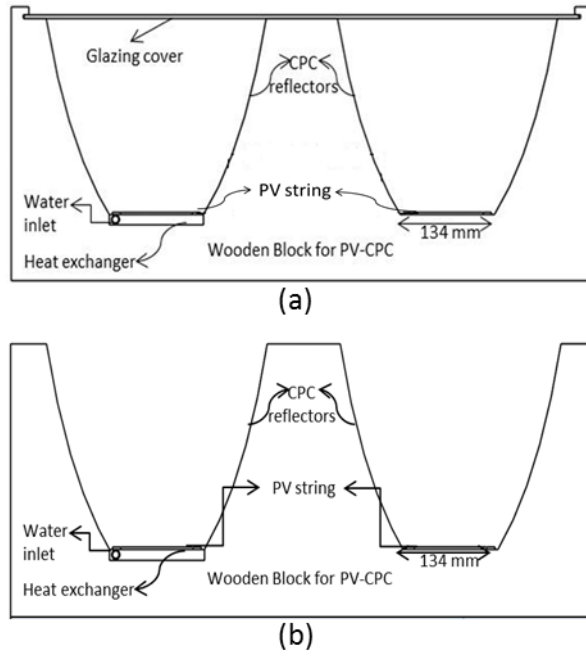 Glazing cover
CPC
reflectors
Water
inlet
PV string
Heat exchanger
Wooden Block for PV-CPC
134 mm
(a)
CPC
reflectors
PV string
Water
inlet
Heat exchanger
Wooden Block for PV-CPC
134 mm
(b)